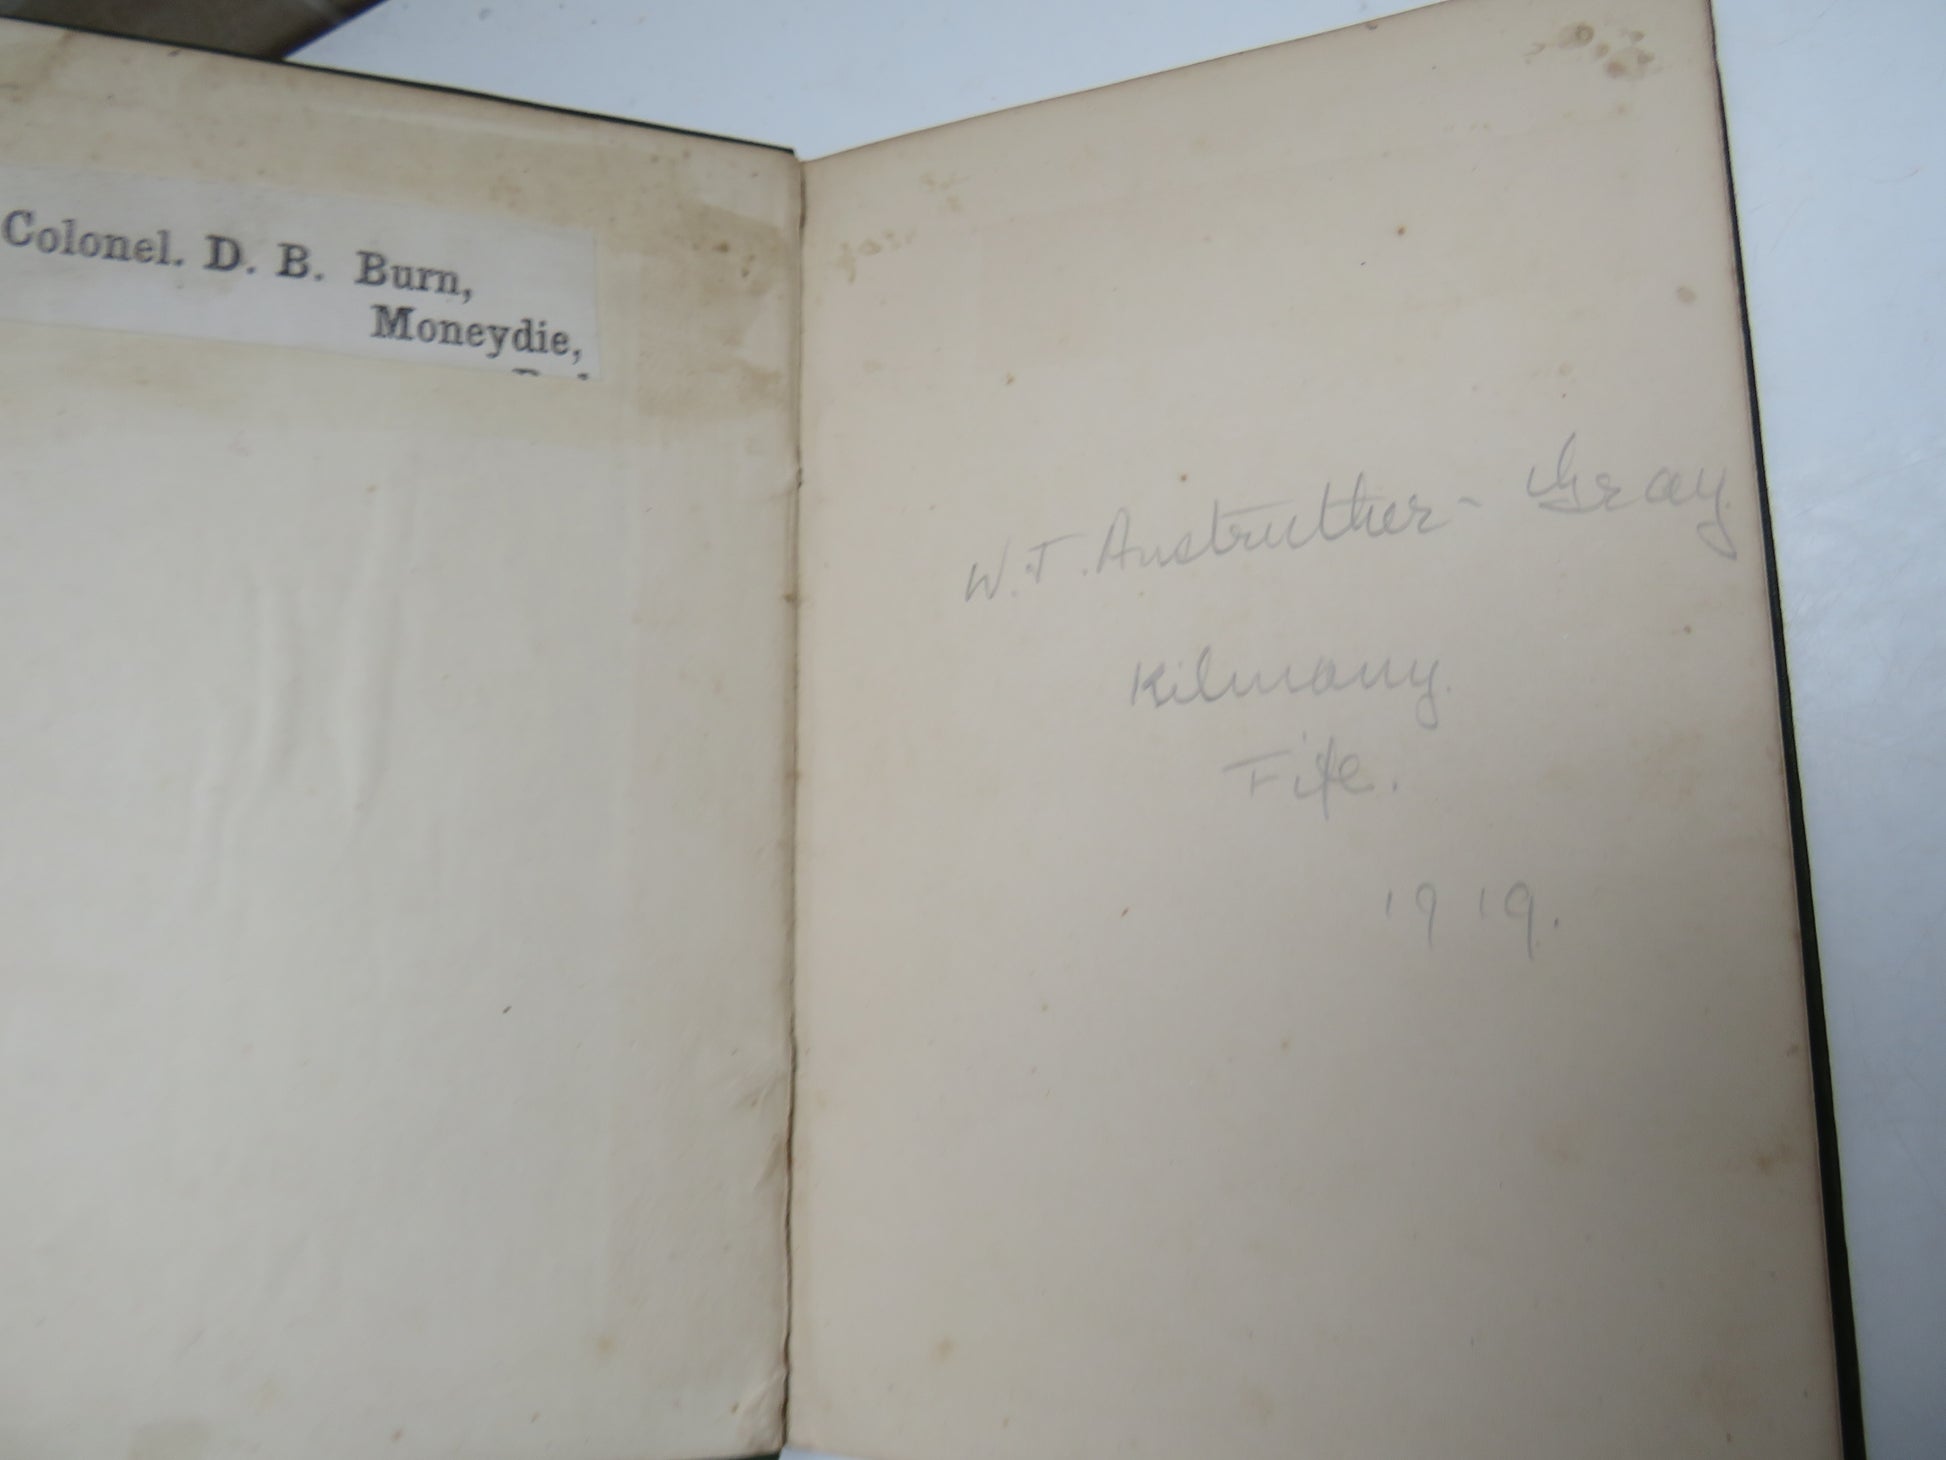 Colonel. D. B. Burn,
Moneydie,
W. J. Anstruther - Gray.
Kilmany.
Fife.
1919.